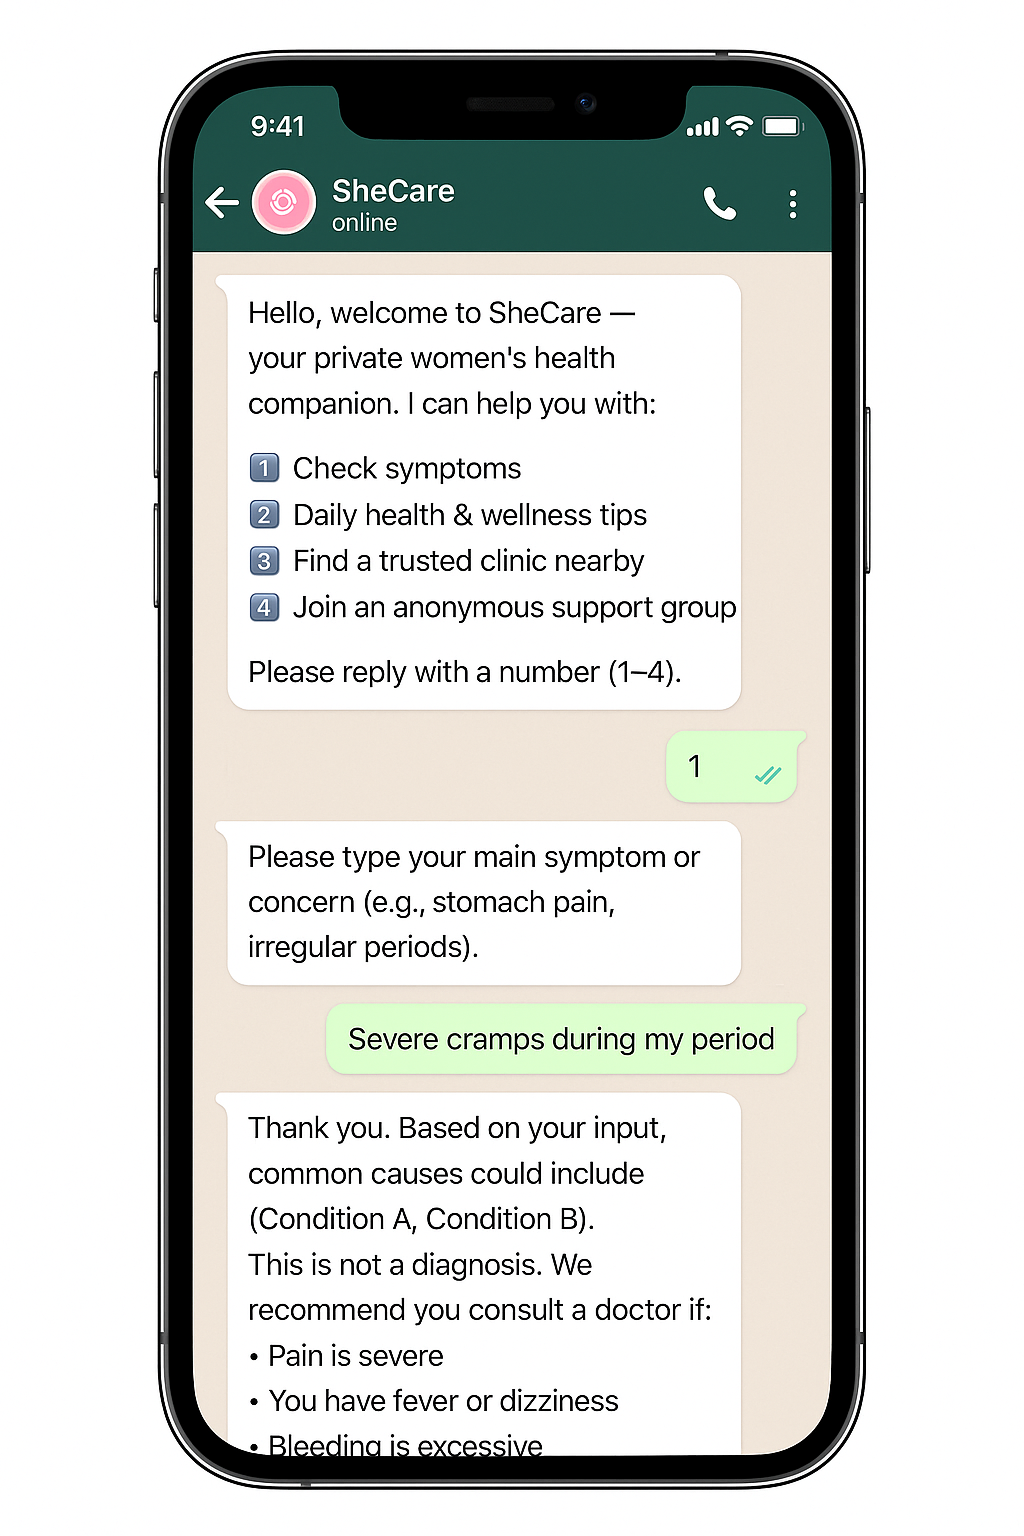 9:41
SheCare
online
Hello, welcome to SheCare —
your private women's health
companion. I can help you with:
1 Check symptoms
2 Daily health & wellness tips
3 Find a trusted clinic nearby
4 Join an anonymous support group
Please reply with a number (1–4).
1
Please type your main symptom or
concern (e.g., stomach pain,
irregular periods).
Severe cramps during my period
Thank you. Based on your input,
common causes could include
(Condition A, Condition B).
This is not a diagnosis. We
recommend you consult a doctor if:
• Pain is severe
• You have fever or dizziness
• Bleeding is excessive